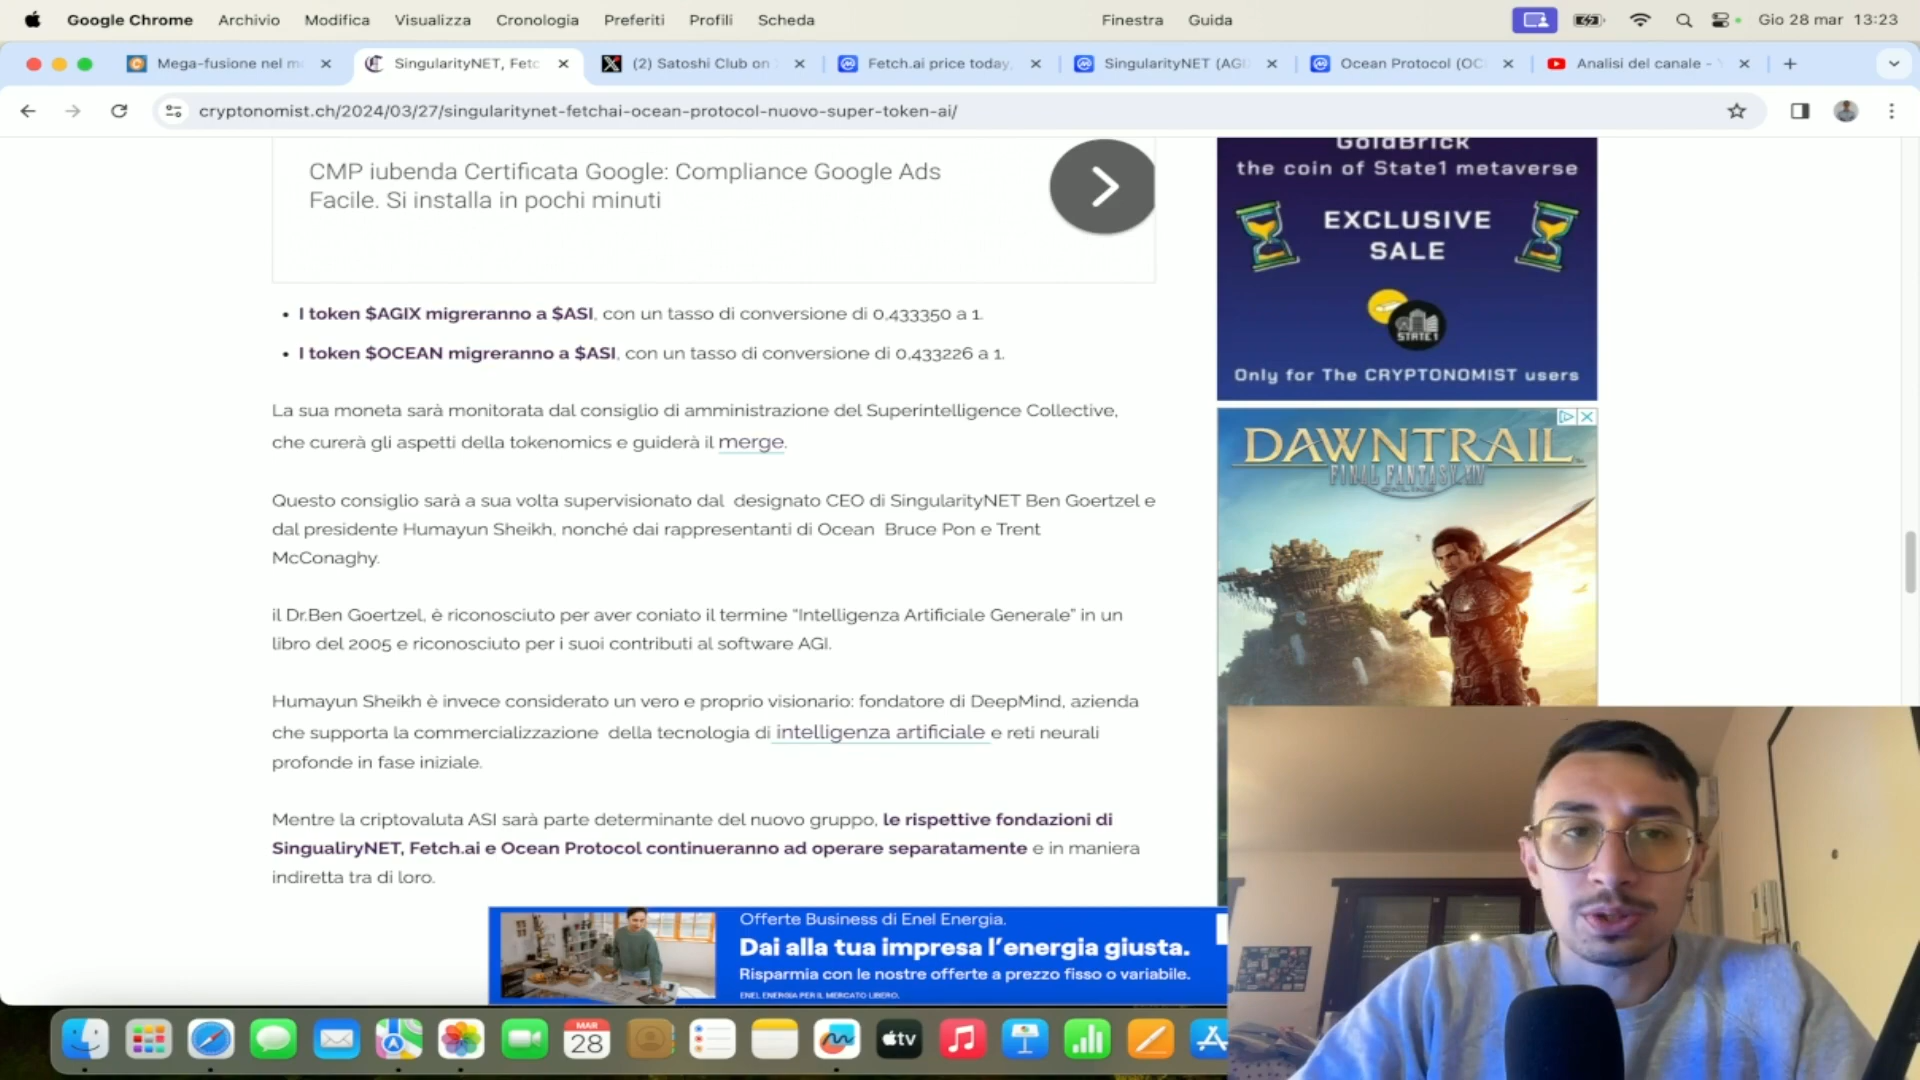 Google Chrome Archivio Modifica Visualizza Cronologia Preferiti Profili Scheda Finestra Guida Gio 28 mar 13:23
Mega-fusione nel m
SingularityNET, Fetc
(2) Satoshi Club on
Fetch.ai price today,
SingularityNET (AGI
Ocean Protocol (OC
Analisi del canale -
cryptonomist.ch/2024/03/27/singularitynet-fetchai-ocean-protocol-nuovo-super-token-ai/
CMP iubenda Certificata Google: Compliance Google Ads
Facile. Si installa in pochi minuti
• I token $AGIX migreranno a $ASI, con un tasso di conversione di 0.433350 a 1.
• I token $OCEAN migreranno a $ASI, con un tasso di conversione di 0.433226 a 1.
La sua moneta sarà monitorata dal consiglio di amministrazione del Superintelligence Collective,
che curerà gli aspetti della tokenomics e guiderà il merge.
Questo consiglio sarà a sua volta supervisionato dal designato CEO di SingularityNET Ben Goertzel e
dal presidente Humayun Sheikh, nonché dai rappresentanti di Ocean Bruce Pon e Trent
McConaghy.
il Dr.Ben Goertzel, è riconosciuto per aver coniato il termine “Intelligenza Artificiale Generale” in un
libro del 2005 e riconosciuto per i suoi contributi al software AGI.
Humayun Sheikh è invece considerato un vero e proprio visionario: fondatore di DeepMind, azienda
che supporta la commercializzazione della tecnologia di intelligenza artificiale e reti neurali
profonde in fase iniziale.
Mentre la criptovaluta ASI sarà parte determinante del nuovo gruppo, le rispettive fondazioni di
SingualiryNET, Fetch.ai e Ocean Protocol continueranno ad operare separatamente e in maniera
indiretta tra di loro.
GoldBrick
the coin of State1 metaverse
EXCLUSIVE
SALE
STATE1
Only for The CRYPTONOMIST users
DAWNTRAIL
FINAL FANTASY XIV
Offerte Business di Enel Energia.
Dai alla tua impresa l’energia giusta.
Risparmia con le nostre offerte a prezzo fisso o variabile.
ENEL ENERGIA PER IL MERCATO LIBERO.
MAR
28
tv